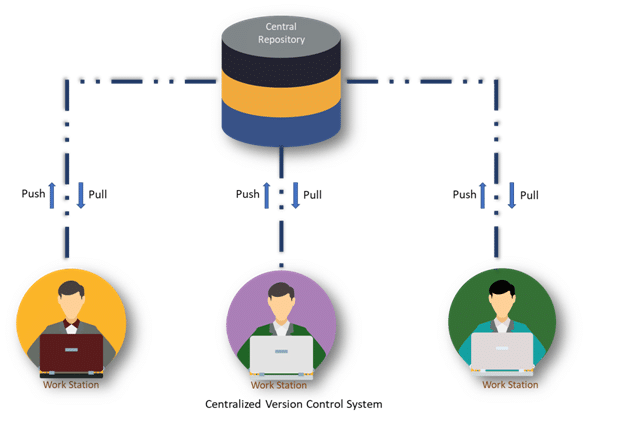 Central
Repository
Push
Pull
Push
Pull
Push
Pull
Work Station
Work Station
Work Station
Centralized Version Control System